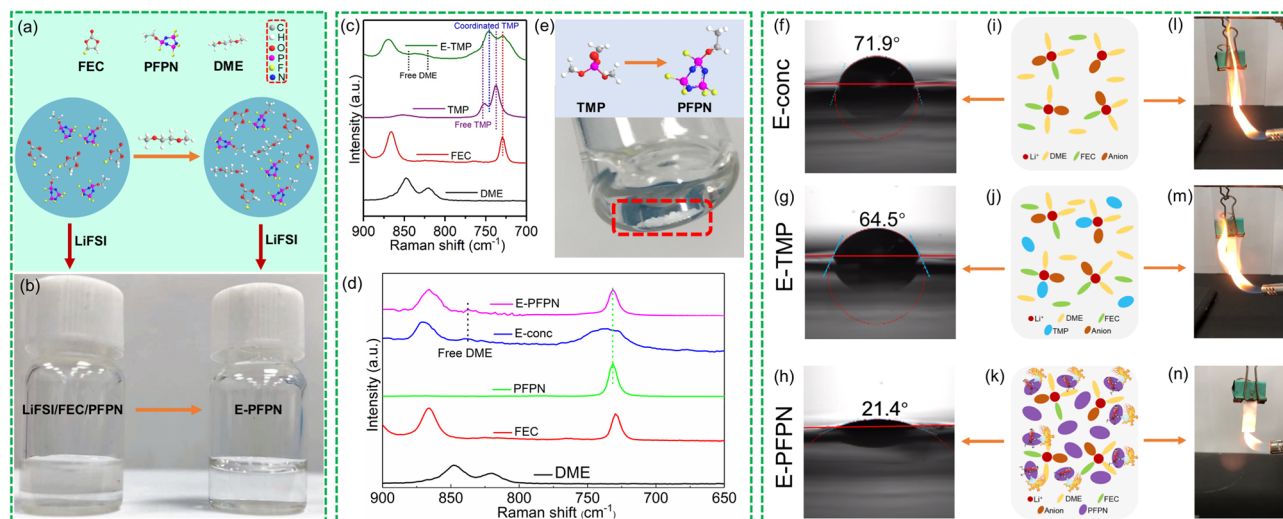 (a)
FEC
PFPN
DME
C
H
O
P
F
N
LiFSI
LiFSI
(b)
LiFSI/FEC/PFPN
E-PFPN
(c)
Coordinated TMP
E-TMP
Free DME
TMP
Free TMP
FEC
DME
Intensity (a.u.)
900 850 800 750 700
Raman shift (cm⁻¹)
(d)
E-PFPN
E-conc
Free DME
PFPN
FEC
DME
Intensity (a.u.)
900 850 800 750 700 650
Raman shift (cm⁻¹)
(e)
TMP
PFPN
E-conc
(f)
71.9°
(i)
Li⁺ DME FEC Anion
(l)
E-TMP
(g)
64.5°
(j)
Li⁺ DME FEC
TMP Anion
(m)
E-PFPN
(h)
21.4°
(k)
Li⁺ DME FEC
Anion PFPN
(n)